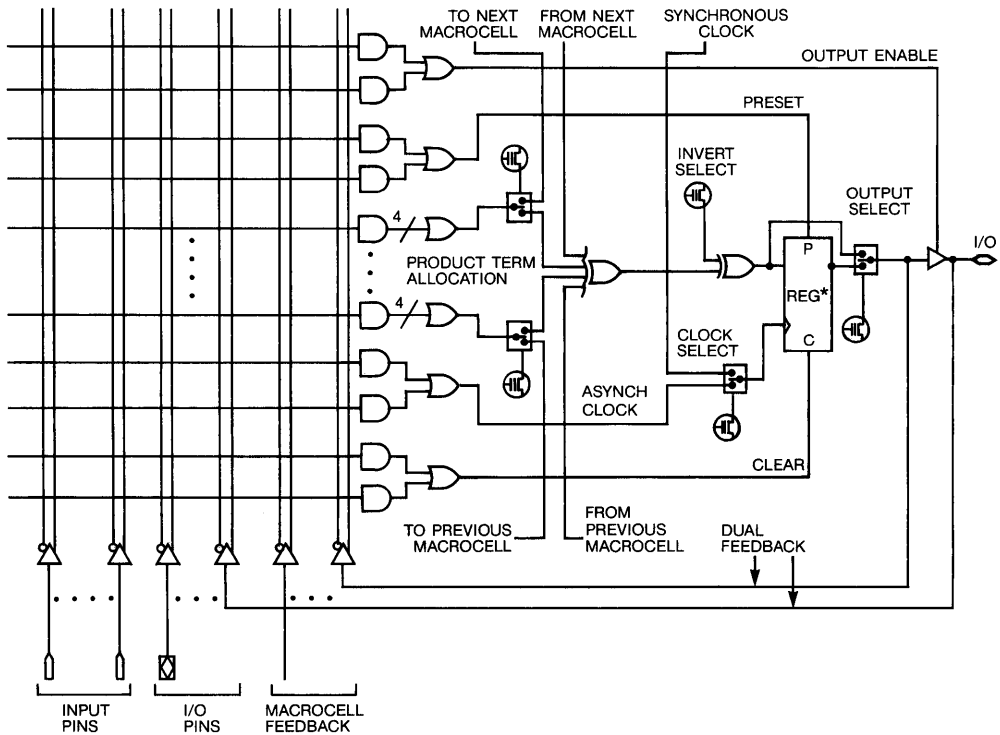 TO NEXT
MACROCELL
FROM NEXT
MACROCELL
SYNCHRONOUS
CLOCK
OUTPUT ENABLE
PRESET
INVERT
SELECT
OUTPUT
SELECT
4
P
I/O
PRODUCT TERM
ALLOCATION
REG*
4
C
CLOCK
SELECT
ASYNCH
CLOCK
CLEAR
TO PREVIOUS
MACROCELL
FROM
PREVIOUS
MACROCELL
DUAL
FEEDBACK
INPUT
PINS
I/O
PINS
MACROCELL
FEEDBACK